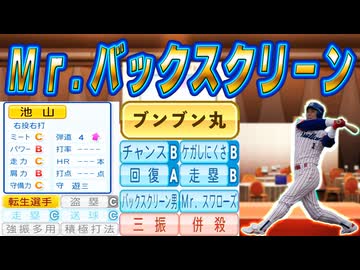 Mr.バックスクリーン
池山
右投右打
ミート C 弾道 4
パワー B 打率 ----
走力 C HR ---本
肩力 B 打点 ---点
守備力 C 守 遊三
転生選手 盗塁 C
走塁 C 送球 C
強振多用 積極打法
ブンブン丸
チャンス B ケガしにくさ B
回復 A 走塁 B
バックスクリーン男 Mr.スワローズ
三振 併殺